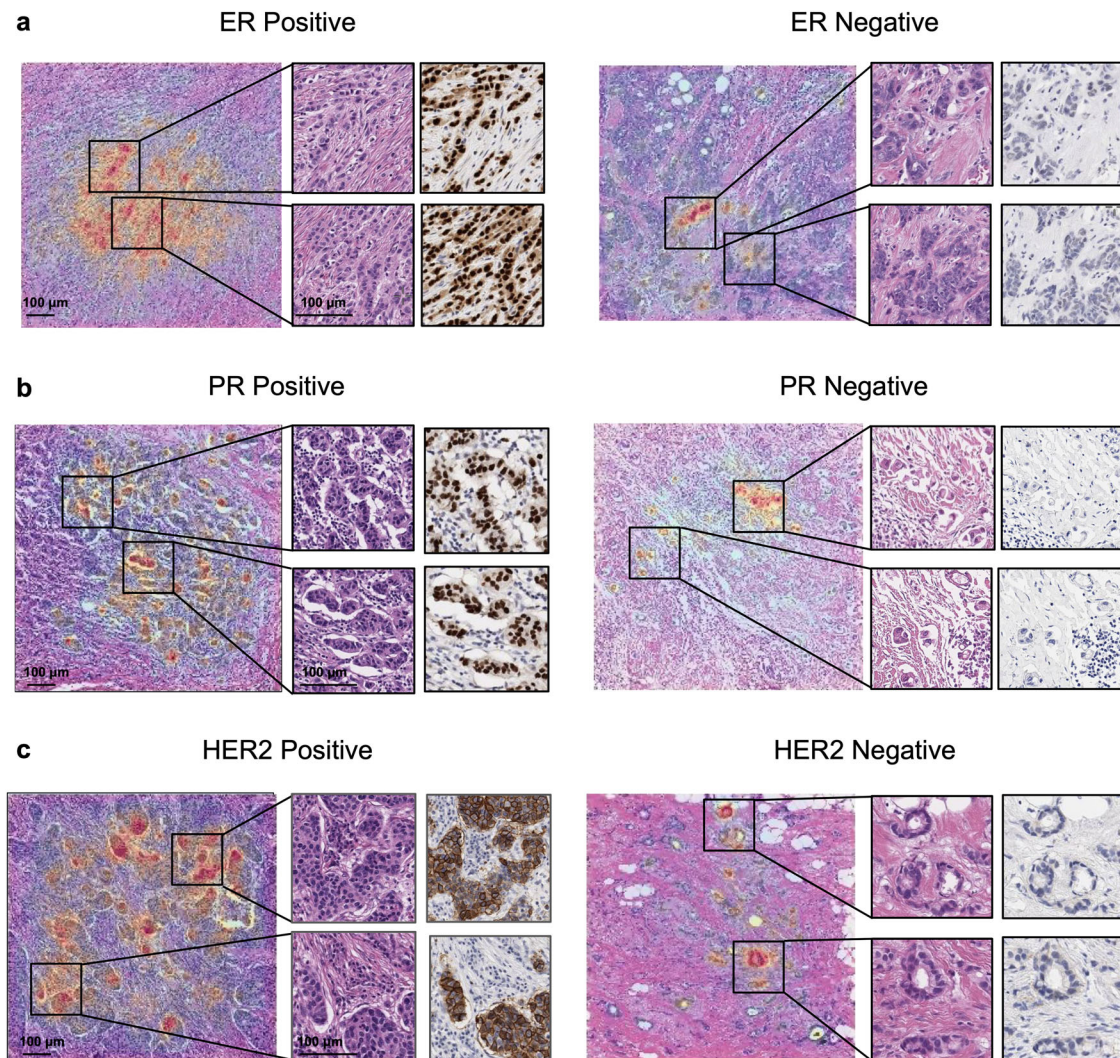 a
ER Positive
ER Negative
100 µm
100 µm
b
PR Positive
PR Negative
100 µm
100 µm
c
HER2 Positive
HER2 Negative
100 µm
100 µm